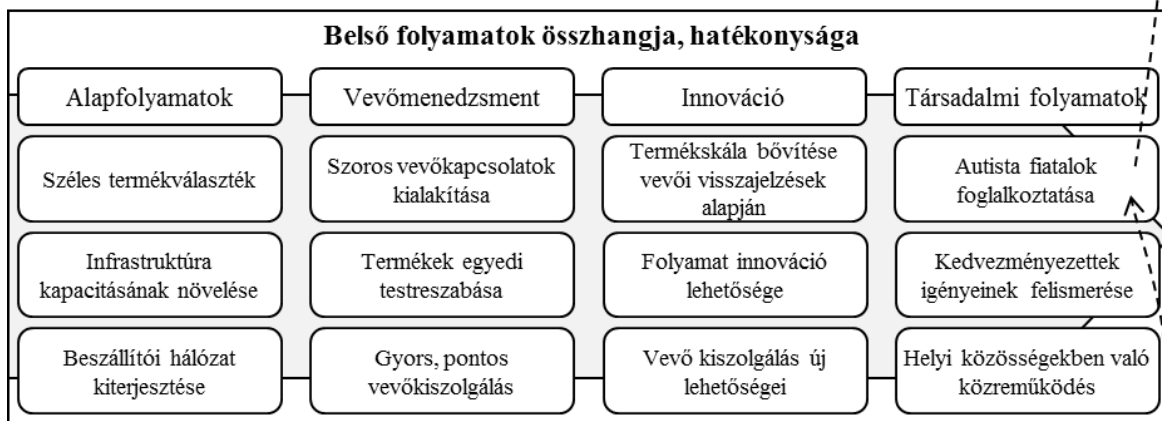 Belső folyamatok összhangja, hatékonysága
Alapfolyamatok
Széles termékválaszték
Infrastruktúra
kapacitásának növelése
Beszállítói hálózat
kiterjesztése
Vevőmenedzsment
Szoros vevőkapcsolatok
kialakítása
Termékek egyedi
testreszabása
Gyors, pontos
vevőkiszolgálás
Innováció
Termékskála bővítése
vevői visszajelzések
alapján
Folyamat innováció
lehetősége
Vevő kiszolgálás új
lehetőségei
Társadalmi folyamatok
Autista fiatalok
foglalkoztatása
Kedvezményezettek
igényeinek felismerése
Helyi közösségekben való
közreműködés